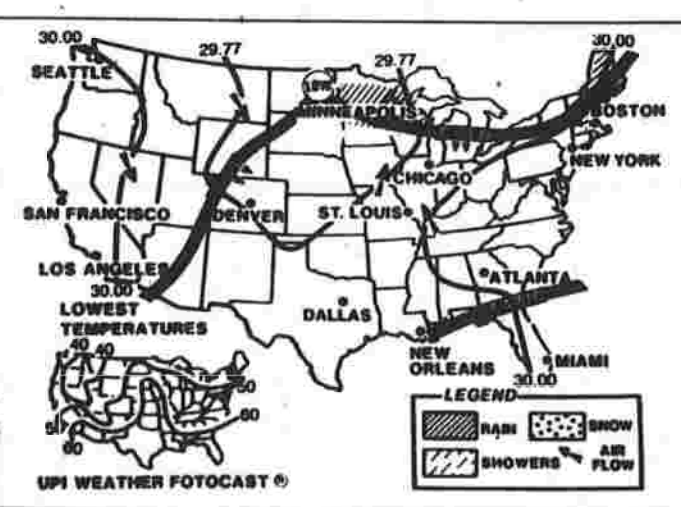 30.00
30.00
29.77
29.77
SEATTLE
LOW
MINNEAPOLIS
BOSTON
NEW YORK
CHICAGO
SAN FRANCISCO
DENVER
ST. LOUIS
LOS ANGELES
ATLANTA
30.00
LOWEST
TEMPERATURES
DALLAS
NEW
ORLEANS
MIAMI
30.00
40
40
50
60
60
LEGEND
RAIN
SNOW
SHOWERS
AIR
FLOW
UPI WEATHER FOTOCAST ®